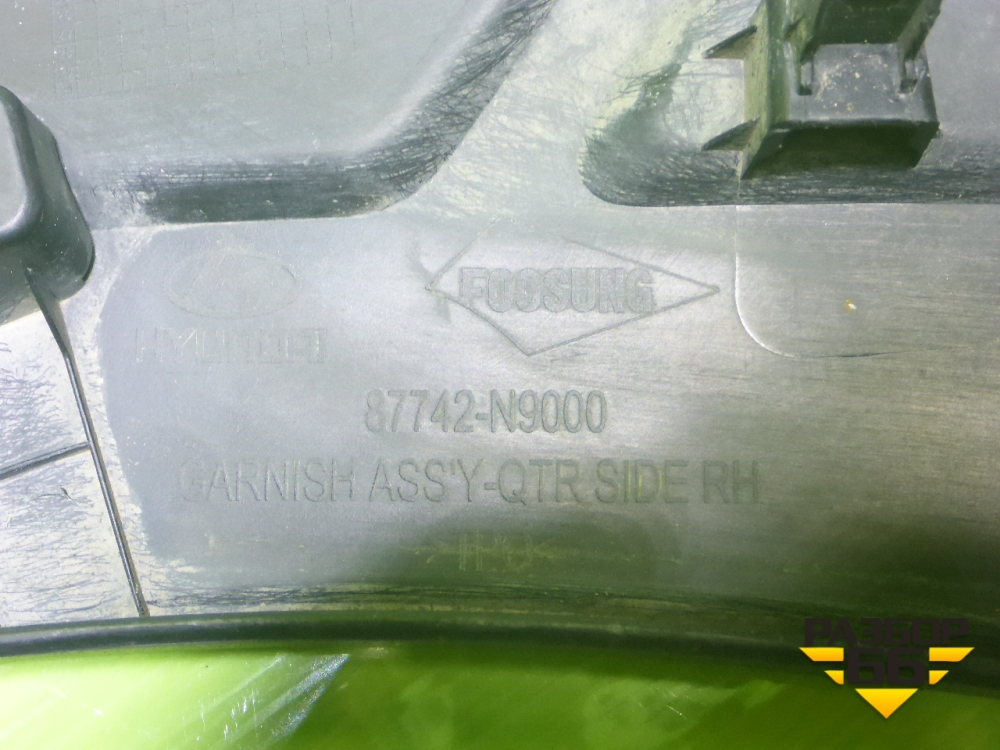 HYUNDAI
FOOSUNG
87742-N9000
GARNISH ASS'Y-QTR SIDE RH
РАЗБОР
66